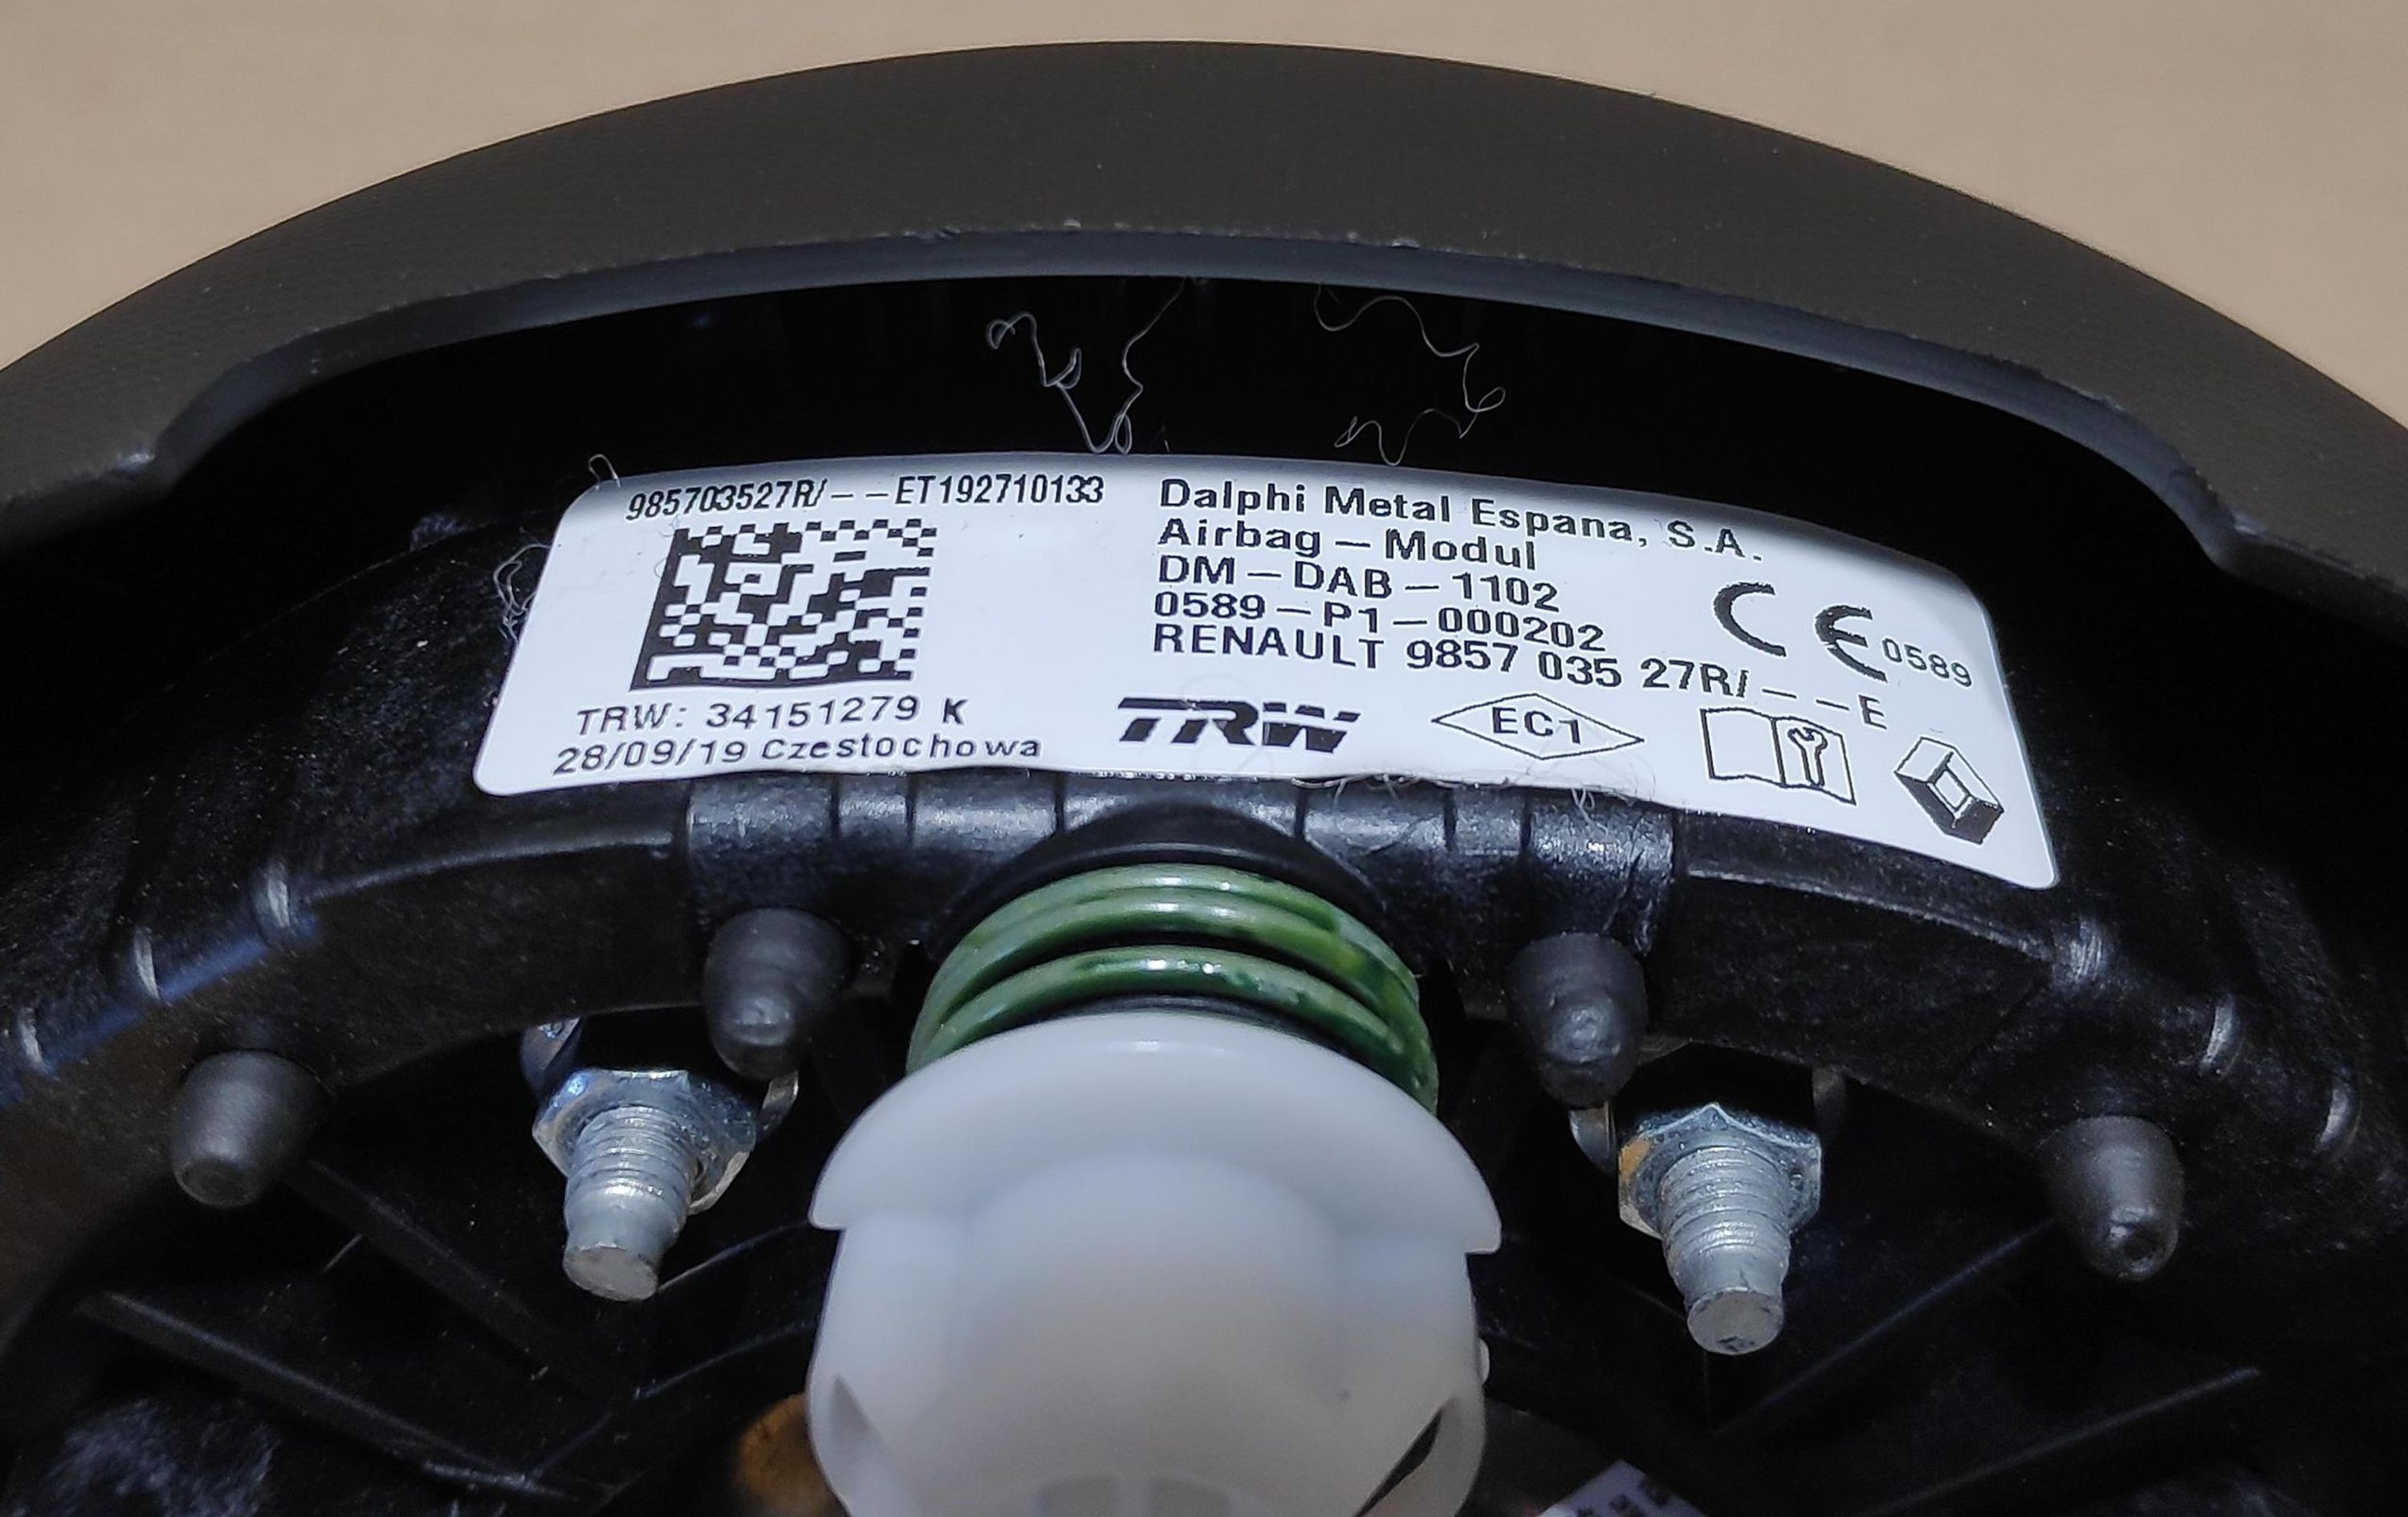 985703527R/--ET192710133
TRW: 34151279 K
28/09/19 Czestochowa
Dalphi Metal Espana, S.A.
Airbag-Modul
DM-DAB-1102
0589-P1-000202
RENAULT 9857 035 27R/--E
CE 0589
TRW
EC1